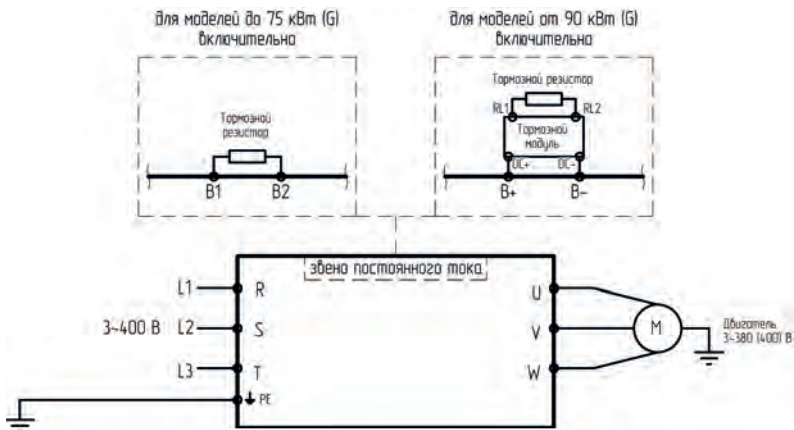 для моделей до 75 кВт (G)
включительно
для моделей от 90 кВт (G)
включительно
Тормозной
резистор
B1
B2
Тормозной резистор
RL1
RL2
Тормозной
модуль
DC+
DC-
B+
B-
звено постоянного тока
L1
R
3~400 В
L2
S
L3
T
PE
U
V
W
M
Двигатель
3~380 (400) В